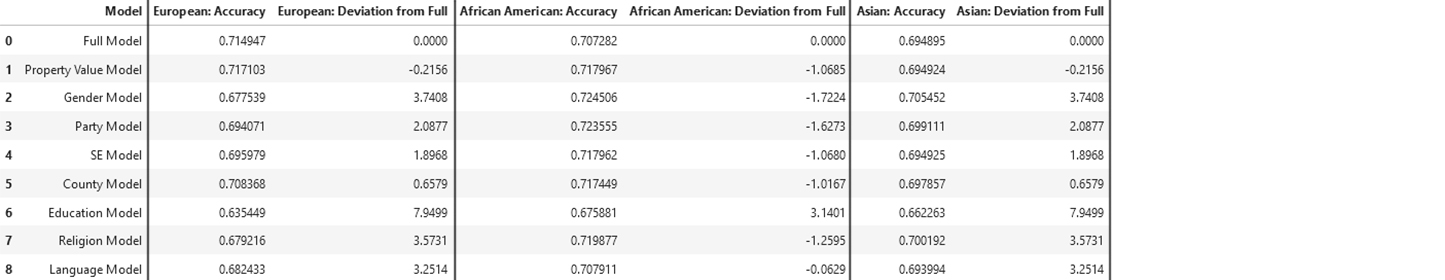 Model European: Accuracy European: Deviation from Full African American: Accuracy African American: Deviation from Full Asian: Accuracy Asian: Deviation from Full
0 Full Model 0.714947 0.0000 0.707282 0.0000 0.694895 0.0000
1 Property Value Model 0.717103 -0.2156 0.717967 -1.0685 0.694924 -0.2156
2 Gender Model 0.677539 3.7408 0.724506 -1.7224 0.705452 3.7408
3 Party Model 0.694071 2.0877 0.723555 -1.6273 0.699111 2.0877
4 SE Model 0.695979 1.8968 0.717962 -1.0680 0.694925 1.8968
5 County Model 0.708368 0.6579 0.717449 -1.0167 0.697857 0.6579
6 Education Model 0.635449 7.9499 0.675881 3.1401 0.662263 7.9499
7 Religion Model 0.679216 3.5731 0.719877 -1.2595 0.700192 3.5731
8 Language Model 0.682433 3.2514 0.707911 -0.0629 0.693994 3.2514